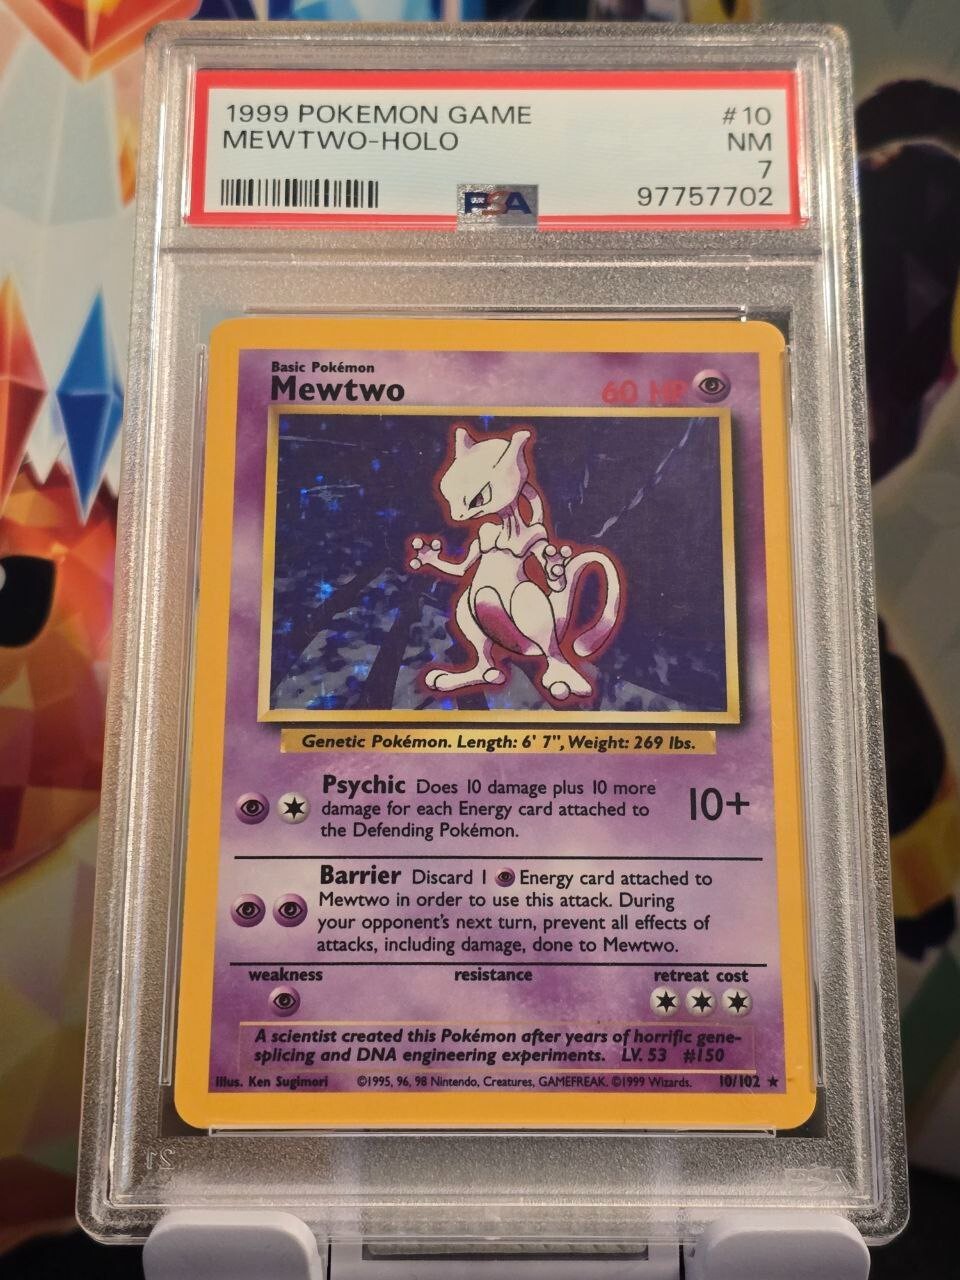 1999 POKEMON GAME #10
MEWTWO-HOLO NM
7
PSA 97757702
Basic Pokémon
Mewtwo 60 HP
Genetic Pokémon. Length: 6' 7", Weight: 269 lbs.
Psychic Does 10 damage plus 10 more
damage for each Energy card attached to
the Defending Pokémon.
10+
Barrier Discard 1 Energy card attached to
Mewtwo in order to use this attack. During
your opponent's next turn, prevent all effects of
attacks, including damage, done to Mewtwo.
weakness resistance retreat cost
A scientist created this Pokémon after years of horrific gene-
splicing and DNA engineering experiments. LV. 53 #150
Illus. Ken Sugimori ©1995, 96, 98 Nintendo, Creatures, GAMEFREAK. ©1999 Wizards. 10/102 ★